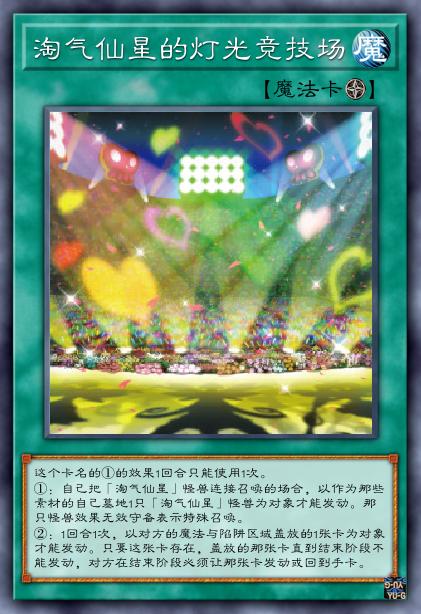 淘气仙星的灯光竞技场 魔
【魔法卡】
这个卡名的①的效果1回合只能使用1次。
①：自己把「淘气仙星」怪兽连接召唤的场合，以作为那些
素材的自己墓地1只「淘气仙星」怪兽为对象才能发动。那
只怪兽效果无效守备表示特殊召唤。
②：1回合1次，以对方的魔法与陷阱区域盖放的1张卡为对象
才能发动。只要这张卡存在，盖放的那张卡直到结束阶段不
能发动，对方在结束阶段必须让那张卡发动或回到手卡。